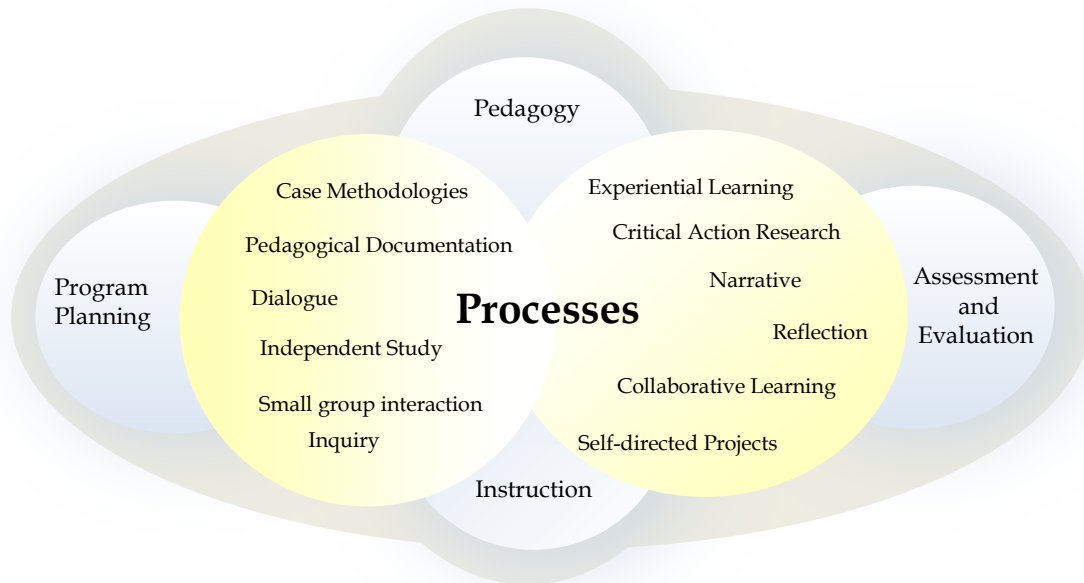 Pedagogy
Case Methodologies
Pedagogical Documentation
Dialogue
Independent Study
Small group interaction
Inquiry
Processes
Experiential Learning
Critical Action Research
Narrative
Reflection
Collaborative Learning
Self-directed Projects
Program
Planning
Assessment
and
Evaluation
Instruction